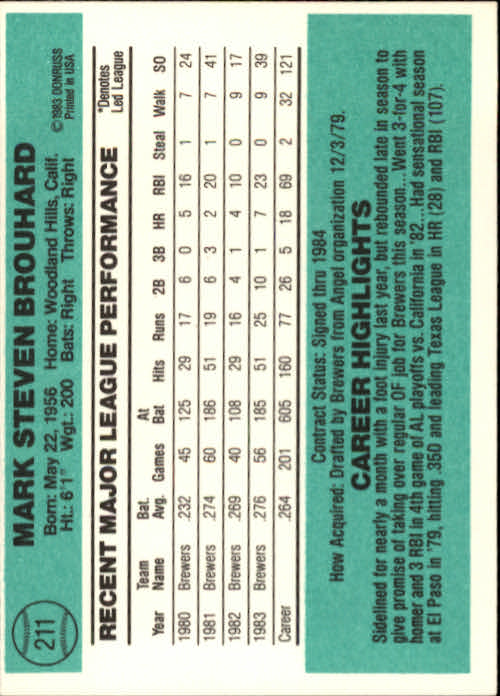 211
MARK STEVEN BROUHARD
©1983 DONRUSS
Printed in USA
Born: May 22, 1956 Home: Woodland Hills, Calif.
Ht.: 6'1" Wgt.: 200 Bats: Right Throws: Right
RECENT MAJOR LEAGUE PERFORMANCE
*Denotes Led League
Year Team Name Bat. Avg. Games At Bat Hits Runs 2B 3B HR RBI Steal Walk SO
1980 Brewers .232 45 125 29 17 6 0 5 16 1 7 24
1981 Brewers .274 60 186 51 19 6 3 2 20 1 7 41
1982 Brewers .269 40 108 29 16 4 1 4 10 0 9 17
1983 Brewers .276 56 185 51 25 10 1 7 23 0 9 39
Career .264 201 605 160 77 26 5 18 69 2 32 121
Contract Status: Signed thru 1984
How Acquired: Drafted by Brewers from Angel organization 12/3/79.
CAREER HIGHLIGHTS
Sidelined for nearly a month with a foot injury last year, but rebounded late in season to
give promise of taking over regular OF job for Brewers this season...Went 3-for-4 with
homer and 3 RBI in 4th game of AL playoffs vs. California in '82....Had sensational season
at El Paso in '79, hitting .350 and leading Texas League in HR (28) and RBI (107).